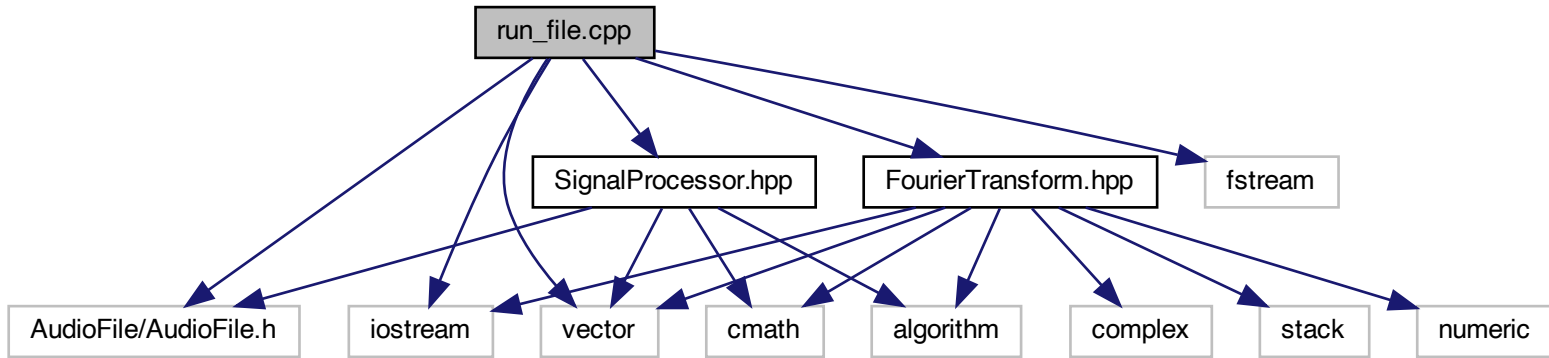 run_file.cpp
SignalProcessor.hpp
FourierTransform.hpp
fstream
AudioFile/AudioFile.h
iostream
vector
cmath
algorithm
complex
stack
numeric